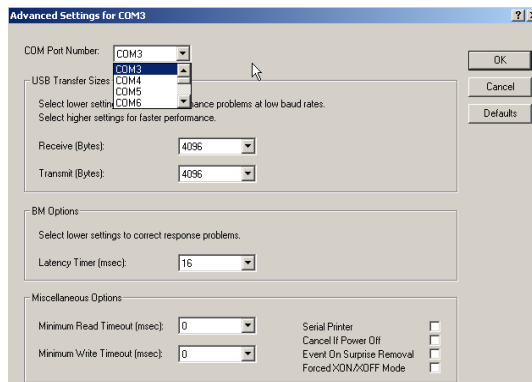 Advanced Settings for COM3
COM Port Number:
COM3
OK
COM3
COM4
COM5
COM6
Cancel
Defaults
USB Transfer Sizes
Select lower settin ance problems at low baud rates.
Select higher settings for faster performance.
Receive (Bytes):
4096
Transmit (Bytes):
4096
BM Options
Select lower settings to correct response problems.
Latency Timer (msec):
16
Miscellaneous Options
Minimum Read Timeout (msec):
0
Minimum Write Timeout (msec):
0
Serial Printer
Cancel If Power Off
Event On Surprise Removal
Forced XON/XOFF Mode